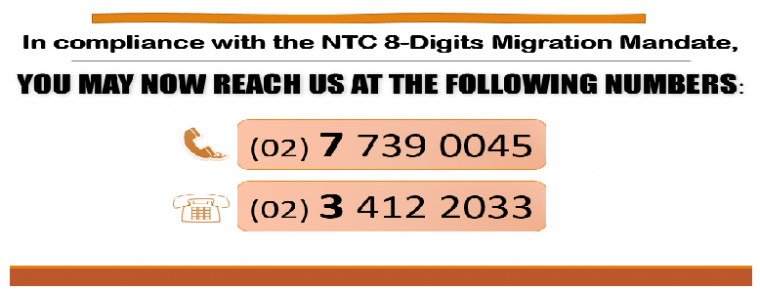 In compliance with the NTC 8-Digits Migration Mandate,
YOU MAY NOW REACH US AT THE FOLLOWING NUMBERS:
(02) 7 739 0045
(02) 3 412 2033